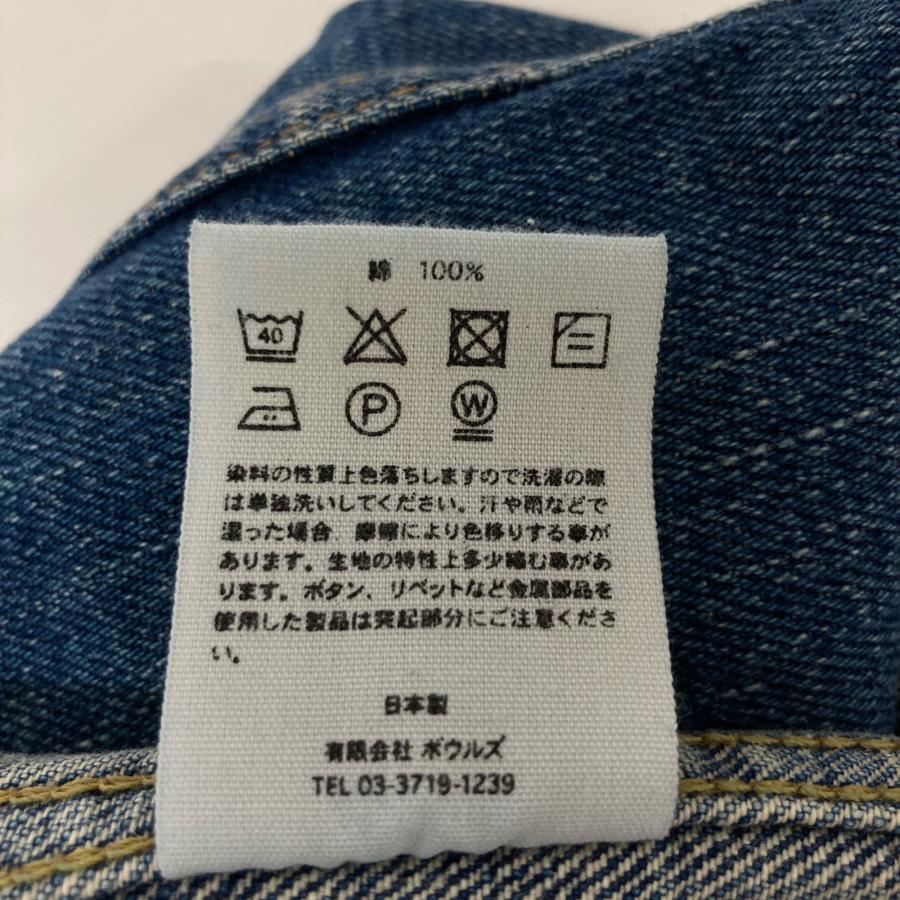 綿 100%
40
P
W
染料の性質上色落ちしますので洗濯の際
は単独洗いしてください。汗や雨などで
湿った場合、摩擦により色移りする事が
あります。生地の特性上多少縮む事があ
ります。ボタン、リベットなど金属部品を
使用した製品は突起部分にご注意くださ
い。
日本製
有限会社 ボウルズ
TEL 03-3719-1239